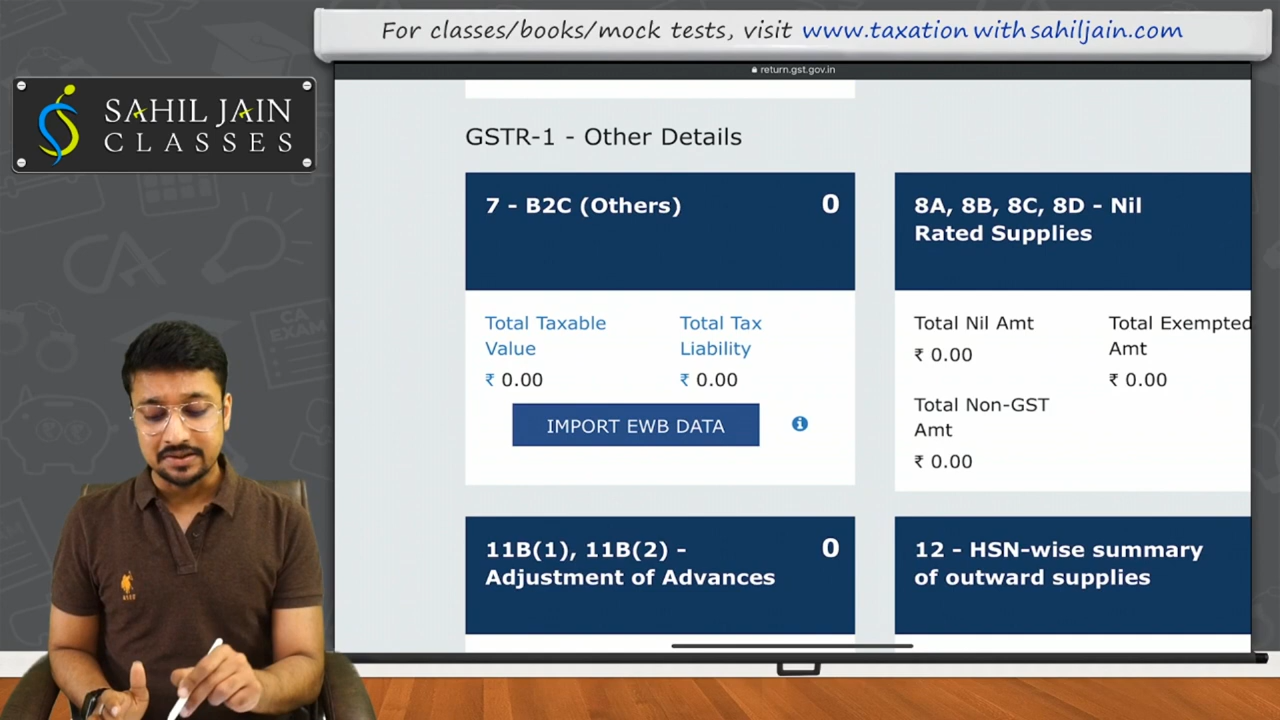 For classes/books/mock tests, visit www.taxationwithsahiljain.com
SAHIL JAIN
CLASSES
return.gst.gov.in
GSTR-1 - Other Details
7 - B2C (Others) 0
Total Taxable Value
Total Tax Liability
₹ 0.00
₹ 0.00
IMPORT EWB DATA
8A, 8B, 8C, 8D - Nil
Rated Supplies
Total Nil Amt
₹ 0.00
Total Exempted
Amt
₹ 0.00
Total Non-GST
Amt
₹ 0.00
11B(1), 11B(2) - 0
Adjustment of Advances
12 - HSN-wise summary
of outward supplies
CA
CA
EXAM